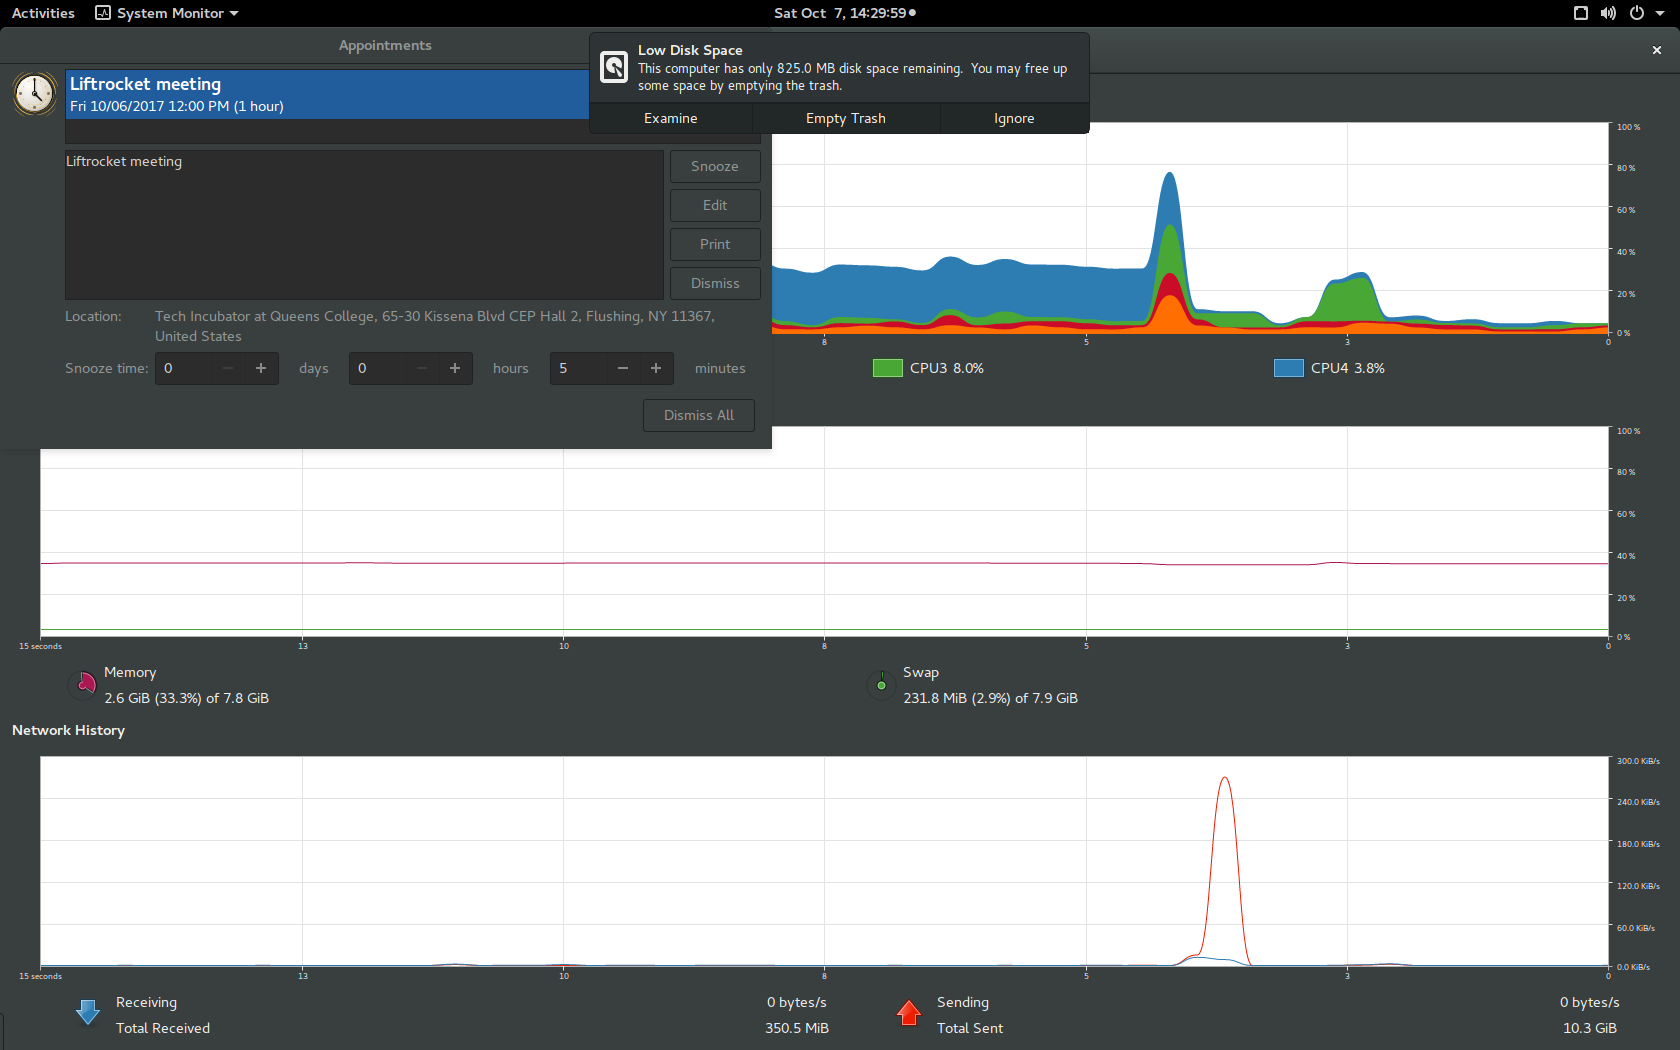 Activities
System Monitor
Sat Oct 7, 14:29:59
Appointments
Low Disk Space
This computer has only 825.0 MB disk space remaining. You may free up
some space by emptying the trash.
Examine
Empty Trash
Ignore
Liftrocket meeting
Fri 10/06/2017 12:00 PM (1 hour)
Liftrocket meeting
Snooze
Edit
Print
Dismiss
Location:
Tech Incubator at Queens College, 65-30 Kissena Blvd CEP Hall 2, Flushing, NY 11367,
United States
Snooze time:
0
days
0
hours
5
minutes
Dismiss All
100 %
80 %
60 %
40 %
20 %
0 %
8
5
3
0
CPU3 8.0%
CPU4 3.8%
100 %
80 %
60 %
40 %
20 %
0 %
15 seconds
13
10
8
5
3
0
Memory
2.6 GiB (33.3%) of 7.8 GiB
Swap
231.8 MiB (2.9%) of 7.9 GiB
Network History
300.0 KiB/s
240.0 KiB/s
180.0 KiB/s
120.0 KiB/s
60.0 KiB/s
0.0 KiB/s
15 seconds
13
10
8
5
3
0
Receiving
0 bytes/s
Total Received
350.5 MiB
Sending
0 bytes/s
Total Sent
10.3 GiB